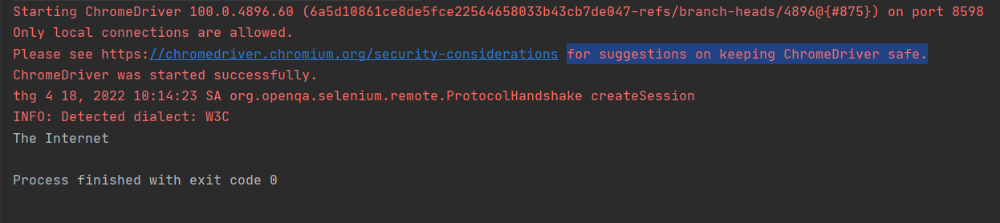 Starting ChromeDriver 100.0.4896.60 (6a5d10861ce8de5fce22564658033b43cb7de047-refs/branch-heads/4896@{#875}) on port 8598
Only local connections are allowed.
Please see https://chromedriver.chromium.org/security-considerations for suggestions on keeping ChromeDriver safe.
ChromeDriver was started successfully.
thg 4 18, 2022 10:14:23 SA org.openqa.selenium.remote.ProtocolHandshake createSession
INFO: Detected dialect: W3C
The Internet
Process finished with exit code 0